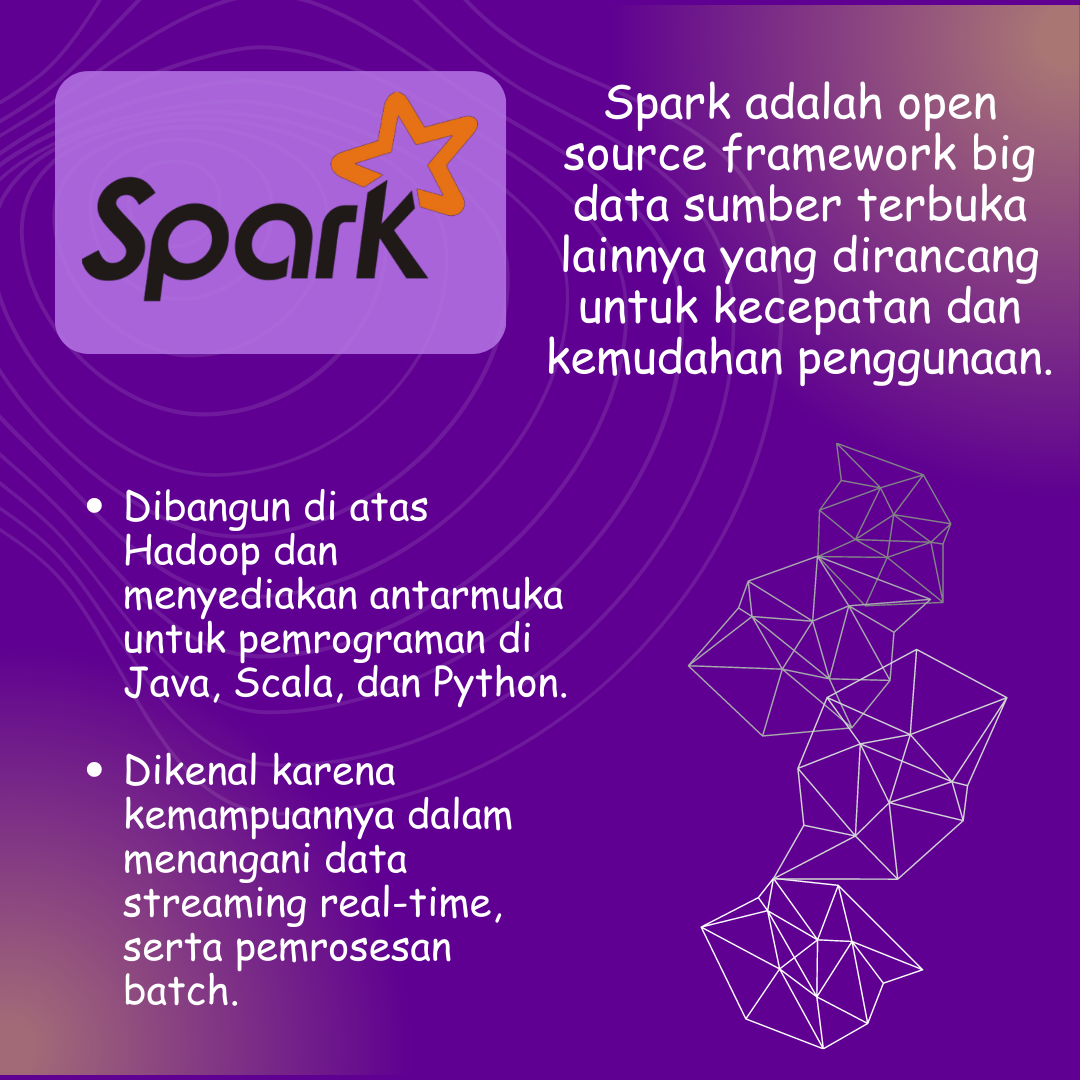 Spark
Spark adalah open
source framework big
data sumber terbuka
lainnya yang dirancang
untuk kecepatan dan
kemudahan penggunaan.
• Dibangun di atas
Hadoop dan
menyediakan antarmuka
untuk pemrograman di
Java, Scala, dan Python.
• Dikenal karena
kemampuannya dalam
menangani data
streaming real-time,
serta pemrosesan
batch.